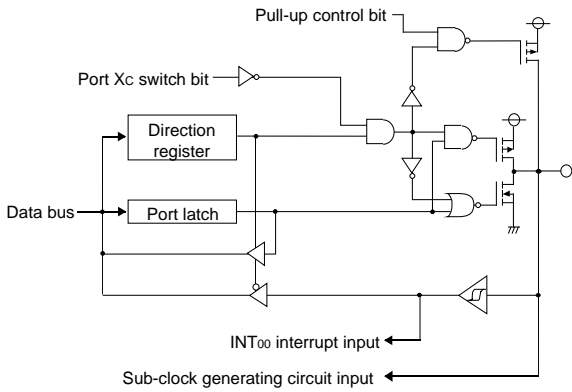 Pull-up control bit
Port XC switch bit
Direction
register
Data bus
Port latch
INT00 interrupt input
Sub-clock generating circuit input